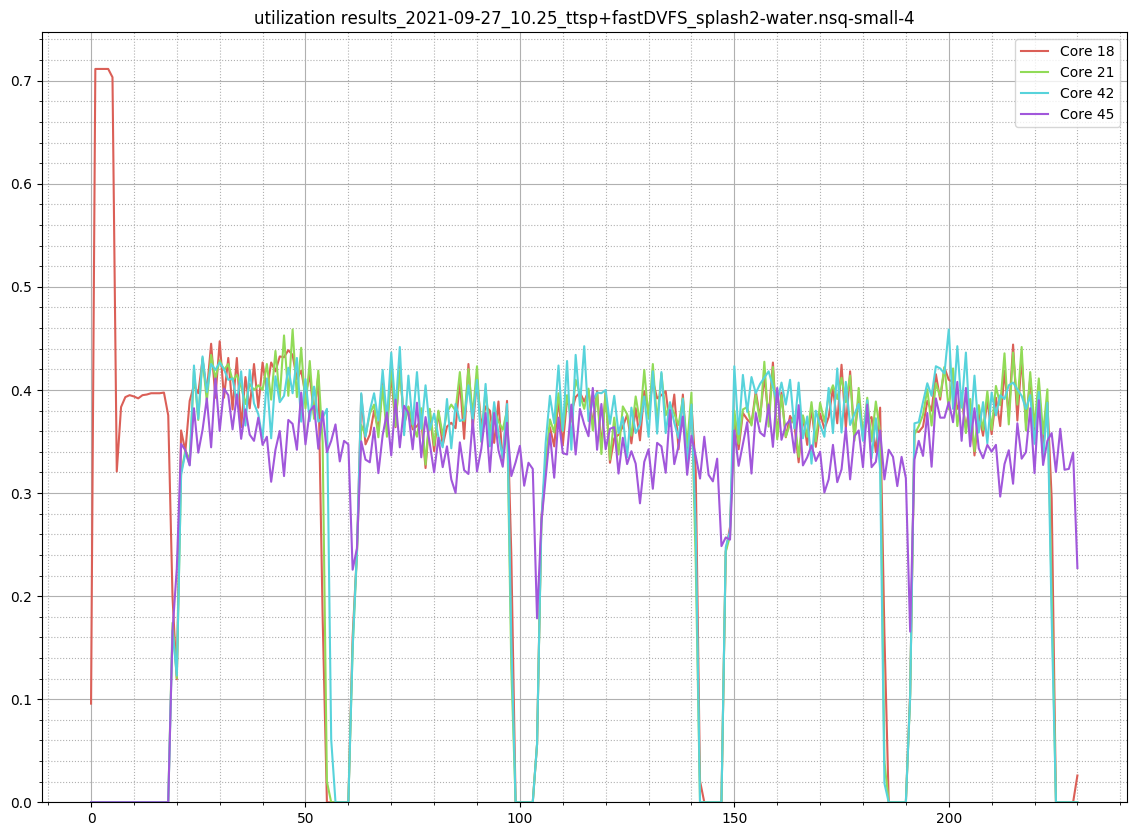 utilization results_2021-09-27_10.25_ttsp+fastDVFS_splash2-water.nsq-small-4
Core 18
Core 21
Core 42
Core 45
0.7
0.6
0.5
0.4
0.3
0.2
0.1
0.0
0
50
100
150
200